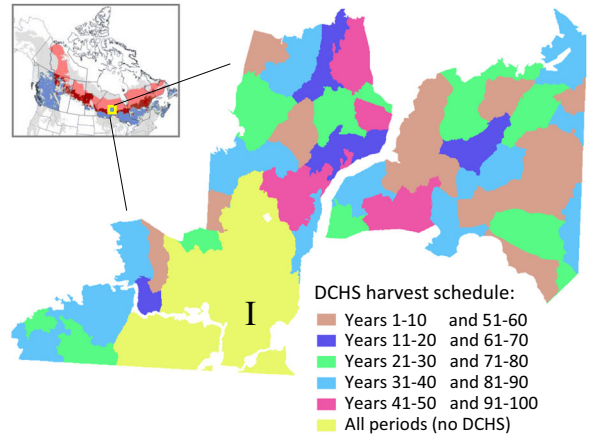 I
DCHS harvest schedule:
Years 1-10 and 51-60
Years 11-20 and 61-70
Years 21-30 and 71-80
Years 31-40 and 81-90
Years 41-50 and 91-100
All periods (no DCHS)